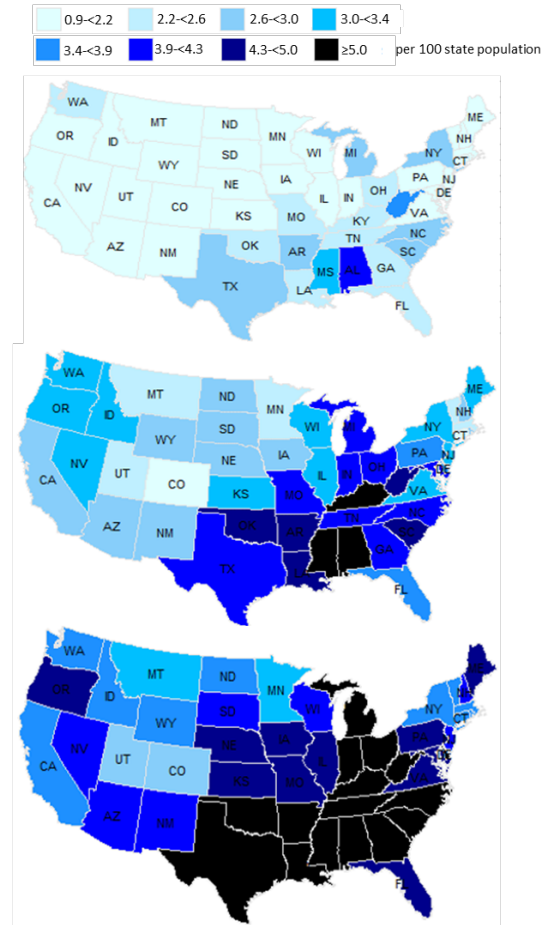 0.9-<2.2 2.2-<2.6 2.6-<3.0 3.0-<3.4
3.4-<3.9 3.9-<4.3 4.3-<5.0 ≥5.0 per 100 state population
WA
ME
MT ND
OR MN NH
ID
SD WI MI NY
CT
WY
IA PA NJ
NV NE OH DE
UT IL IN
CA CO VA
KS MO KY
NC
TN
AZ NM OK AR SC
MS AL GA
TX
LA
FL
WA
ME
MT ND
OR ID MN NH
WI NY
SD CT
WY
IA PA NJ
NE
NV OH DE
UT IN
CA CO IL
KS MO VA
NC
TN
AZ NM OK AR SC
GA
TX LA
FL
WA
ME
MT ND
OR MN
ID
SD WI NY
CT
WY
PA
NE IA
NV
UT IL
CA CO VA
KS MO
AZ NM